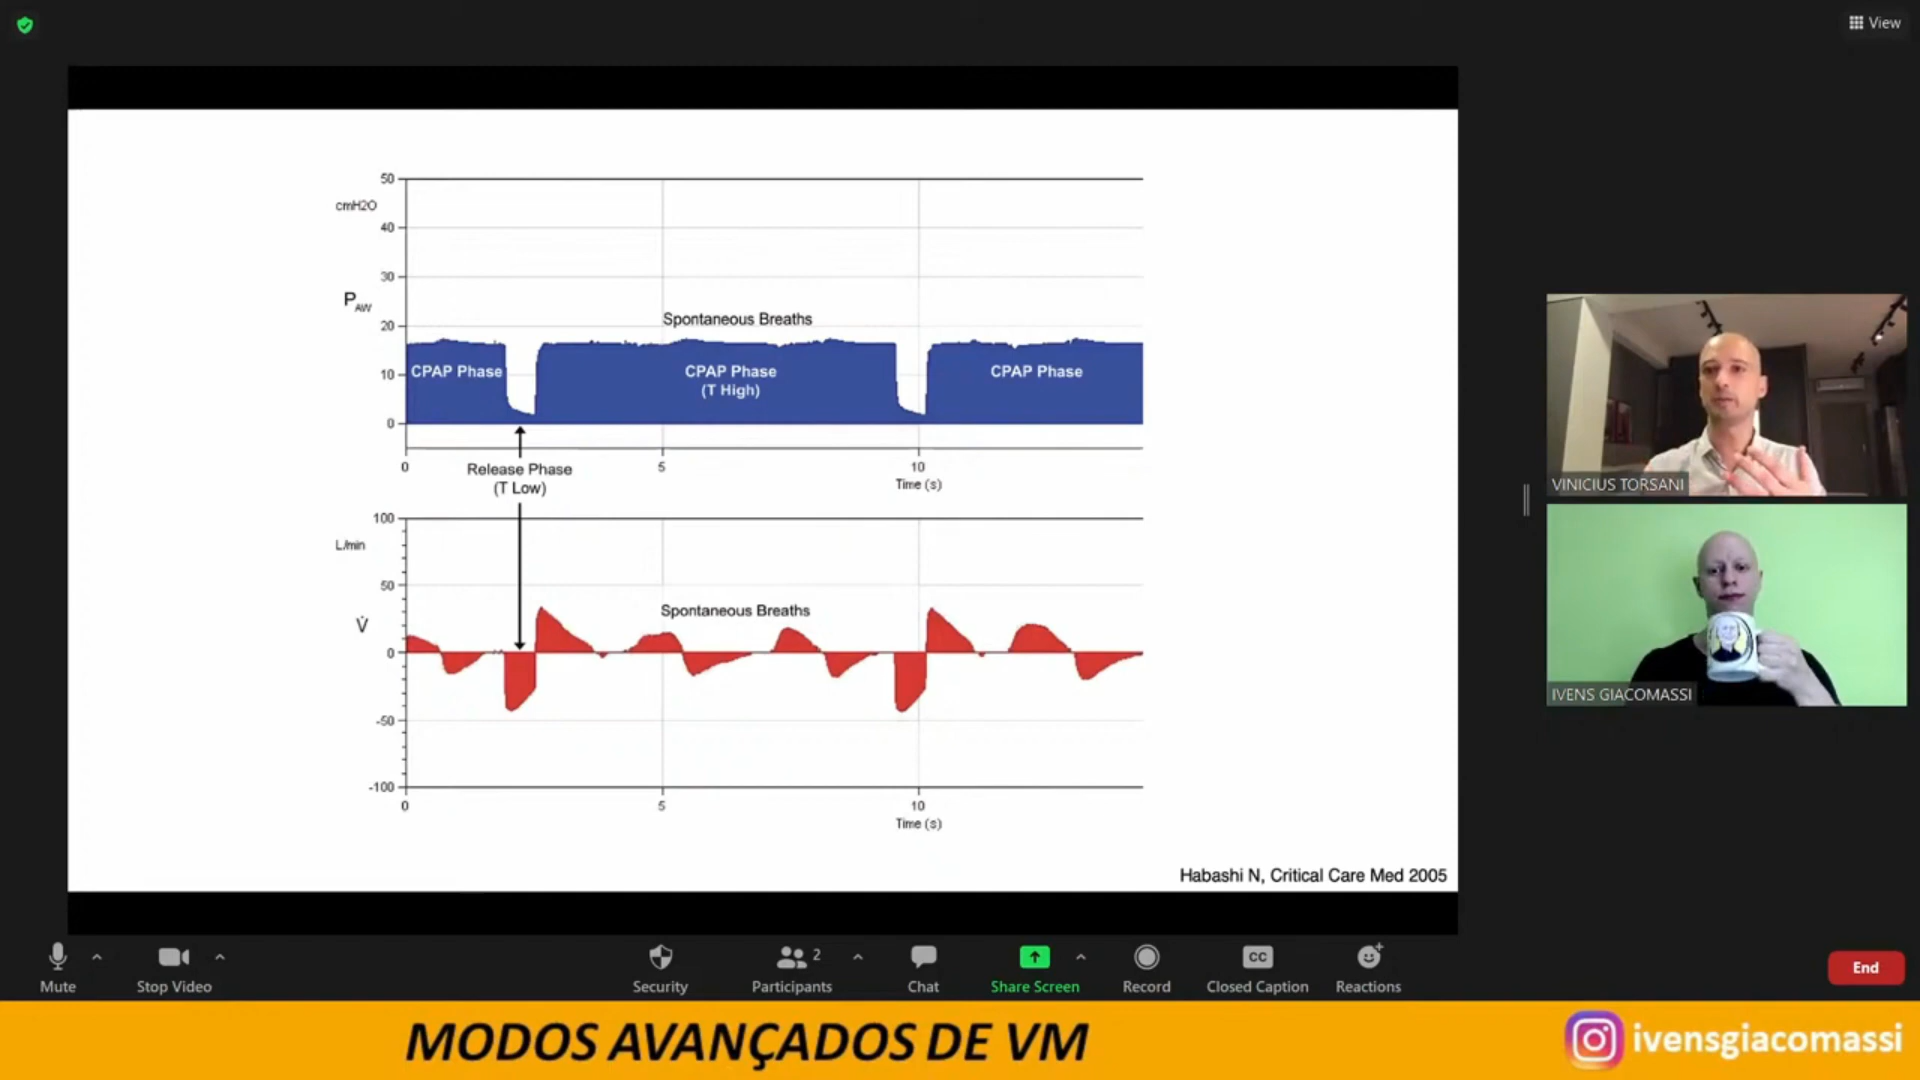 View
50
cmH2O
40
30
P AW
20
Spontaneous Breaths
CPAP Phase
CPAP Phase
(T High)
CPAP Phase
10
0
0
5
10
Release Phase
(T Low)
Time (s)
100
L/min
50
Spontaneous Breaths
V̇
0
-50
-100
0
5
10
Time (s)
Habashi N, Critical Care Med 2005
VINICIUS TORSANI
IVENS GIACOMASSI
Mute
Stop Video
Security
2
Participants
Chat
Share Screen
Record
CC
Closed Caption
Reactions
End
MODOS AVANÇADOS DE VM
ivensgiacomassi